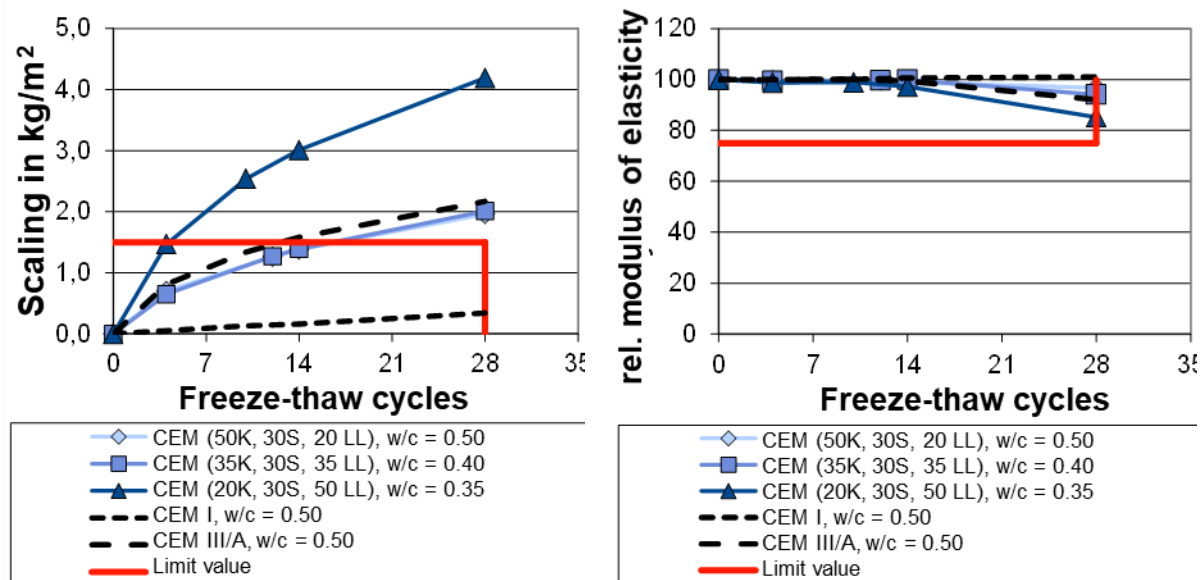 Scaling in kg/m²
5,0
4,0
3,0
2,0
1,0
0,0
0 7 14 21 28 35
Freeze-thaw cycles
CEM (50K, 30S, 20 LL), w/c = 0.50
CEM (35K, 30S, 35 LL), w/c = 0.40
CEM (20K, 30S, 50 LL), w/c = 0.35
CEM I, w/c = 0.50
CEM III/A, w/c = 0.50
Limit value
rel. modulus of elasticity
120
100
80
60
40
20
0
0 7 14 21 28 35
Freeze-thaw cycles
CEM (50K, 30S, 20 LL), w/c = 0.50
CEM (35K, 30S, 35 LL), w/c = 0.40
CEM (20K, 30S, 50 LL), w/c = 0.35
CEM I, w/c = 0.50
CEM III/A, w/c = 0.50
Limit value